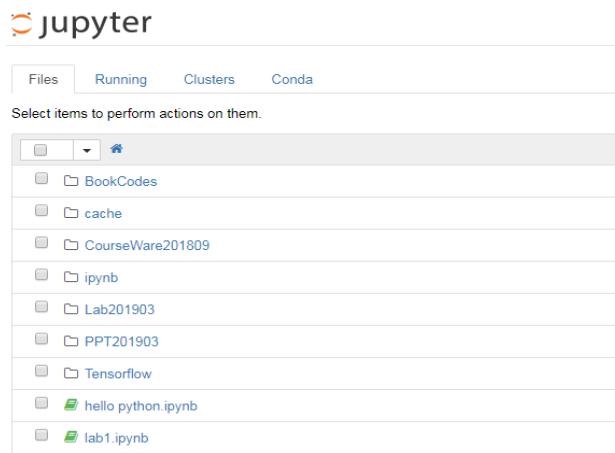 jupyter
Files Running Clusters Conda
Select items to perform actions on them.
BookCodes
cache
CourseWare201809
ipynb
Lab201903
PPT201903
Tensorflow
hello python.ipynb
lab1.ipynb